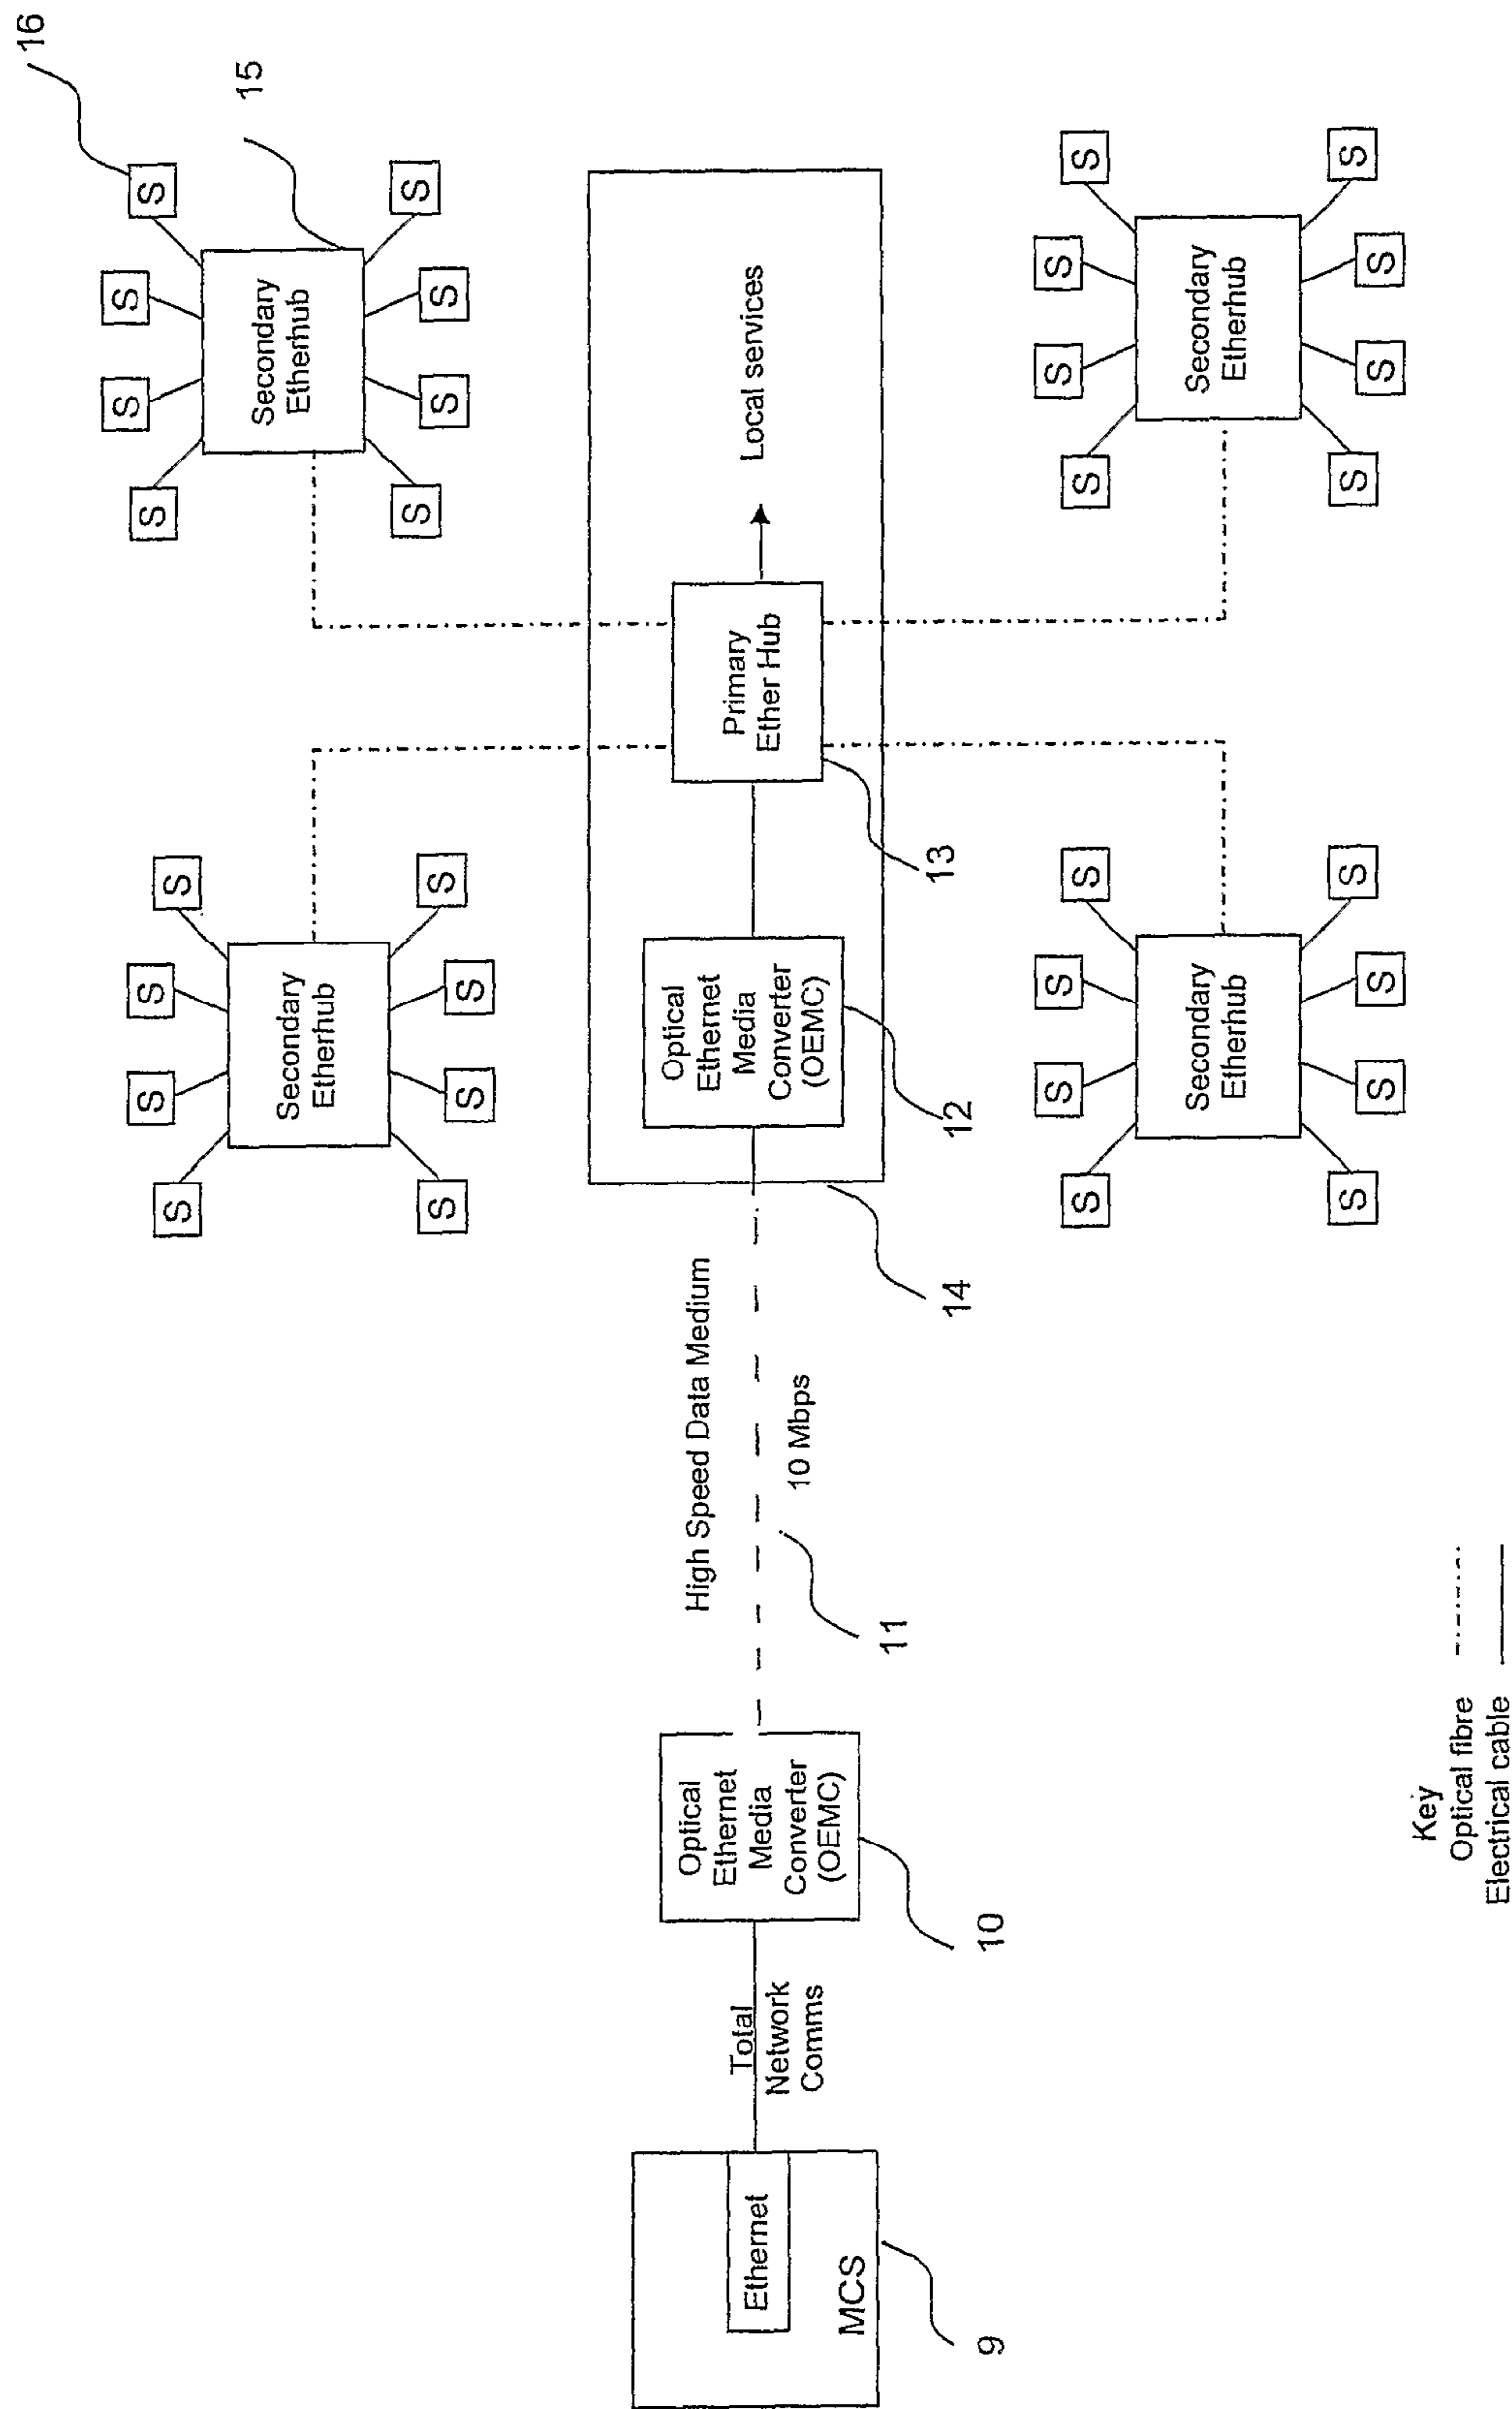 16
15
S
S
S
S
Secondary
Etherhub
S
S
S
S
S
S
S
S
Secondary
Etherhub
S
S
S
S
MCS
Ethernet
9
Total
Network
Comms
Optical
Ethernet
Media
Converter
(OEMC)
10
High Speed Data Medium
10 Mbps
11
14
Optical
Ethernet
Media
Converter
(OEMC)
12
Primary
Ether Hub
13
Local services
S
S
S
S
Secondary
Etherhub
S
S
S
S
S
S
S
S
Secondary
Etherhub
S
S
S
S
Key
Optical fibre
Electrical cable